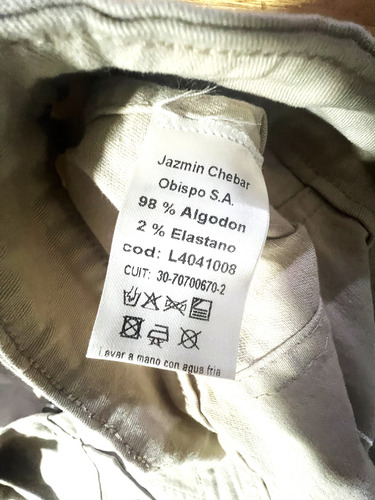 Jazmin Chebar
Obispo S.A.
98 % Algodon
2 % Elastano
cod: L4041008
CUIT: 30-70700670-2
Lavar a mano con agua fria